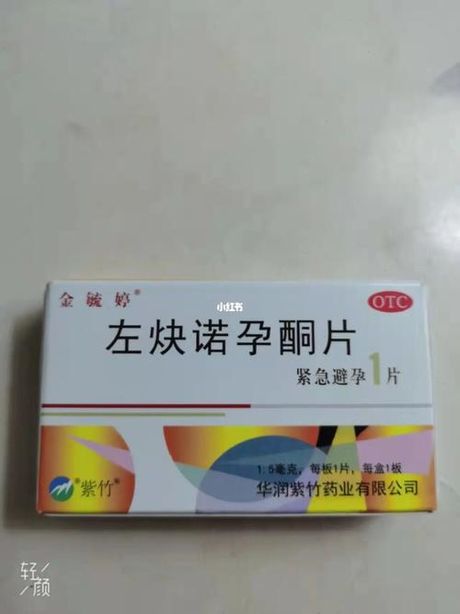 金毓婷®
OTC
小红书
左炔诺孕酮片
紧急避孕1片
1.5毫克，每板1片，每盒1板
®紫竹®
华润紫竹药业有限公司
轻颜